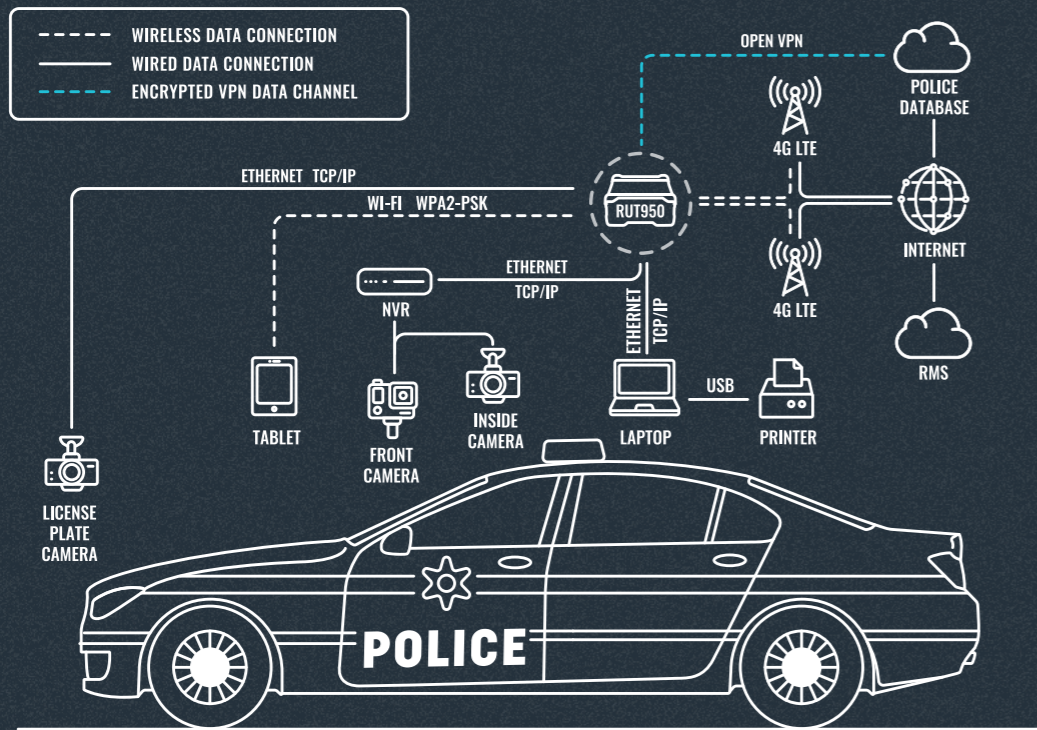 WIRELESS DATA CONNECTION
WIRED DATA CONNECTION
ENCRYPTED VPN DATA CHANNEL
OPEN VPN
POLICE
DATABASE
4G LTE
ETHERNET TCP/IP
WI-FI WPA2-PSK
RUT950
INTERNET
ETHERNET
TCP/IP
NVR
ETHERNET
TCP/IP
4G LTE
RMS
USB
TABLET
FRONT
CAMERA
INSIDE
CAMERA
LAPTOP
PRINTER
LICENSE
PLATE
CAMERA
POLICE